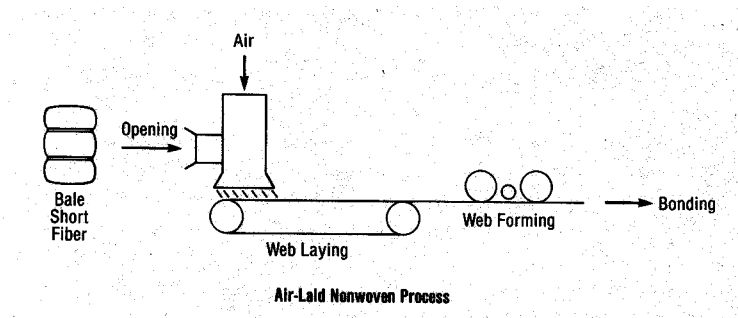 Air
Opening
Bale
Short
Fiber
Web Laying
Web Forming
Bonding
Air-Laid Nonwoven Process